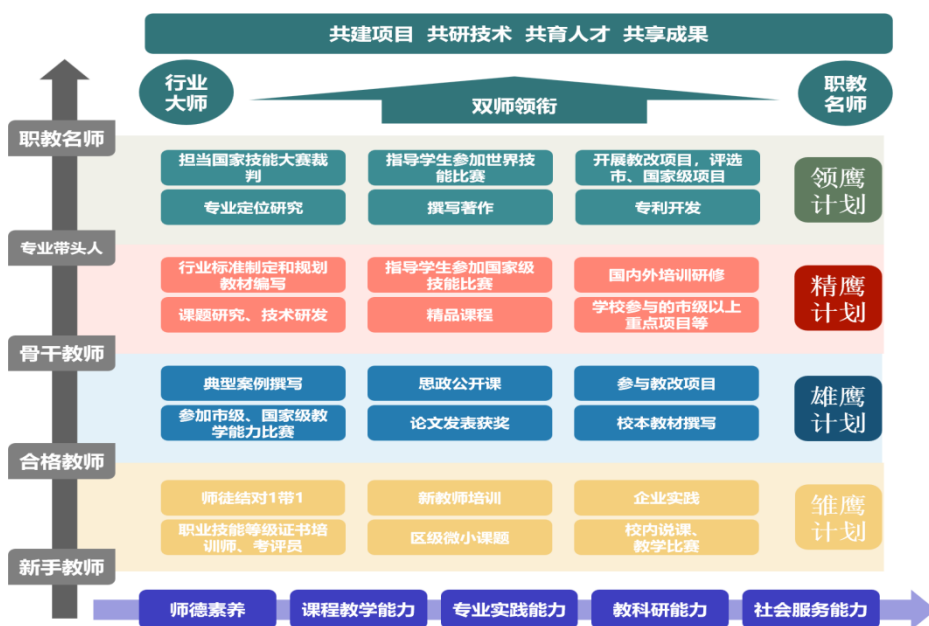 共建项目 共研技术 共育人才 共享成果
行业
大师
双师领衔
职教
名师
职教名师
担当国家技能大赛裁
判
指导学生参加世界技
能比赛
开展教改项目，评选
市、国家级项目
专业定位研究
撰写著作
专利开发
领鹰
计划
专业带头人
行业标准制定和规划
教材编写
指导学生参加国家级
技能比赛
国内外培训研修
课题研究、技术研发
精品课程
学校参与的市级以上
重点项目等
精鹰
计划
骨干教师
典型案例撰写
思政公开课
参与教改项目
参加市级、国家级教
学能力比赛
论文发表获奖
校本教材撰写
雄鹰
计划
合格教师
师徒结对1带1
新教师培训
企业实践
职业技能等级证书培
训师、考评员
区级微小课题
校内说课、
教学比赛
雏鹰
计划
新手教师
师德素养
课程教学能力
专业实践能力
教科研能力
社会服务能力